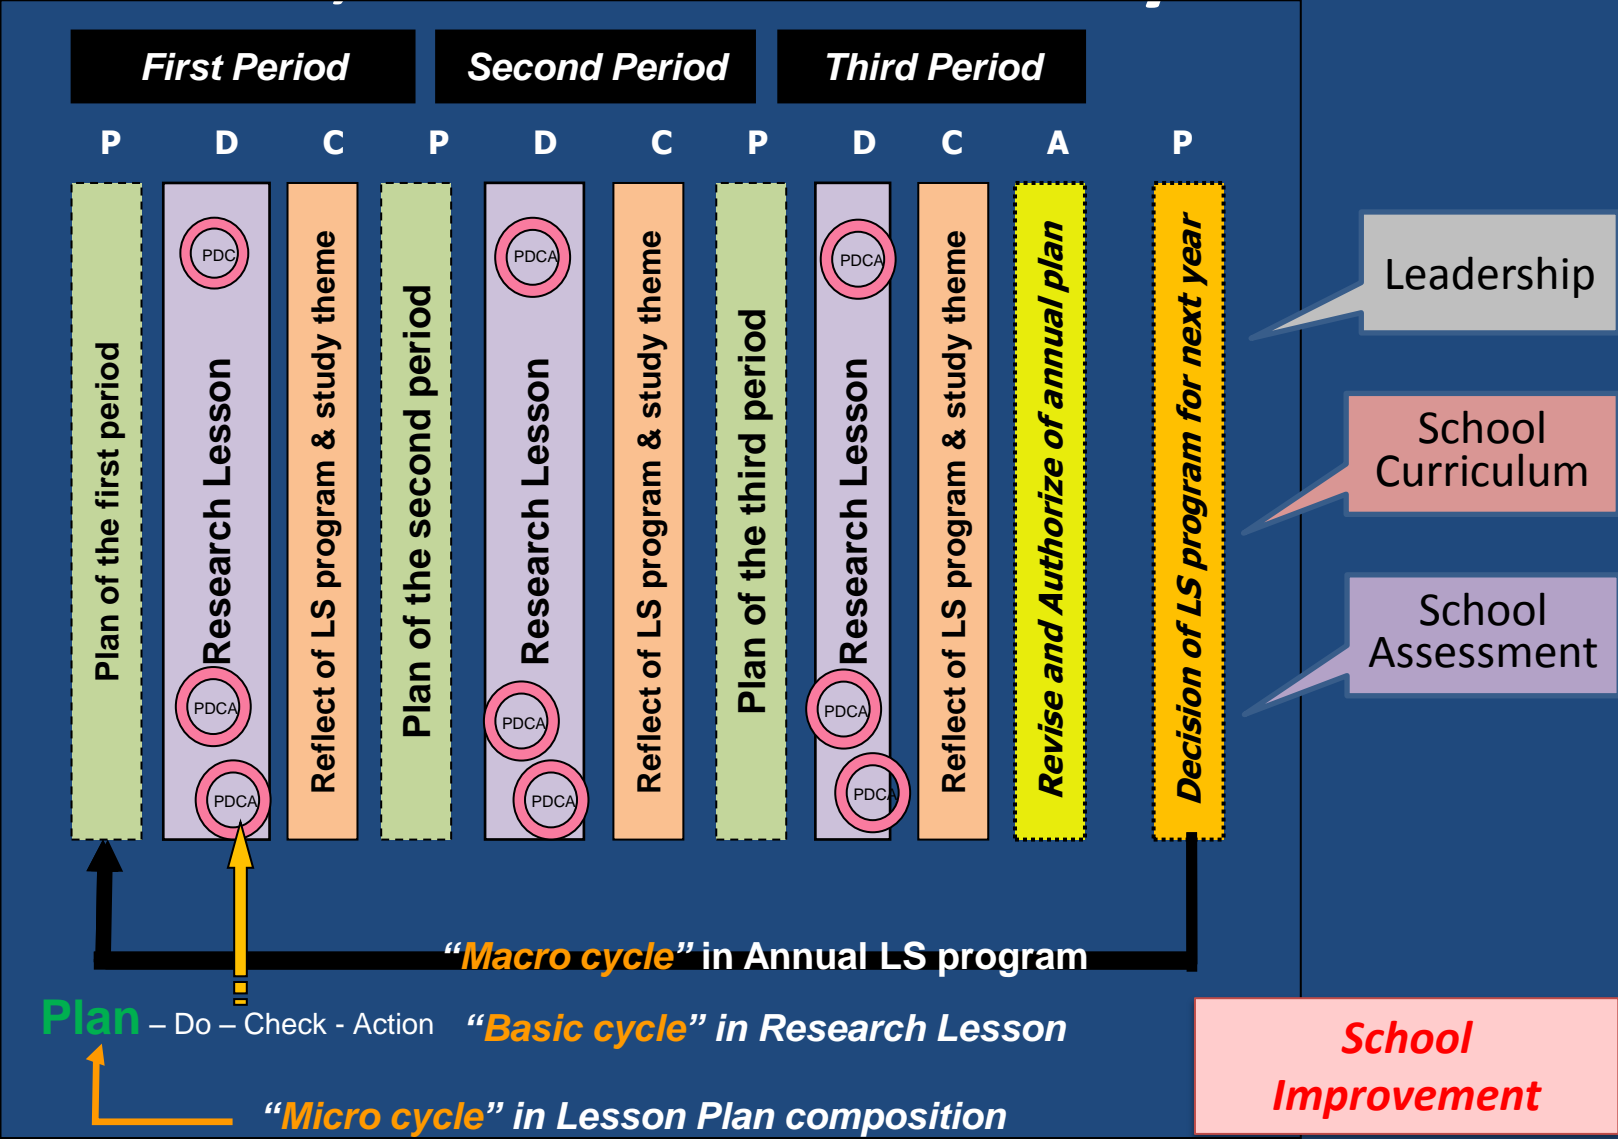 First Period
Second Period
Third Period
P D C P D C P D C A P
Plan of the first period
PDC
Research Lesson
PDCA
PDCA
Reflect of LS program & study theme
Plan of the second period
PDCA
Research Lesson
PDCA
PDCA
Reflect of LS program & study theme
Plan of the third period
PDCA
Research Lesson
PDCA
PDCA
Reflect of LS program & study theme
Revise and Authorize of annual plan
Decision of LS program for next year
Leadership
School
Curriculum
School
Assessment
“Macro cycle” in Annual LS program
Plan – Do – Check - Action
“Basic cycle” in Research Lesson
“Micro cycle” in Lesson Plan composition
School
Improvement